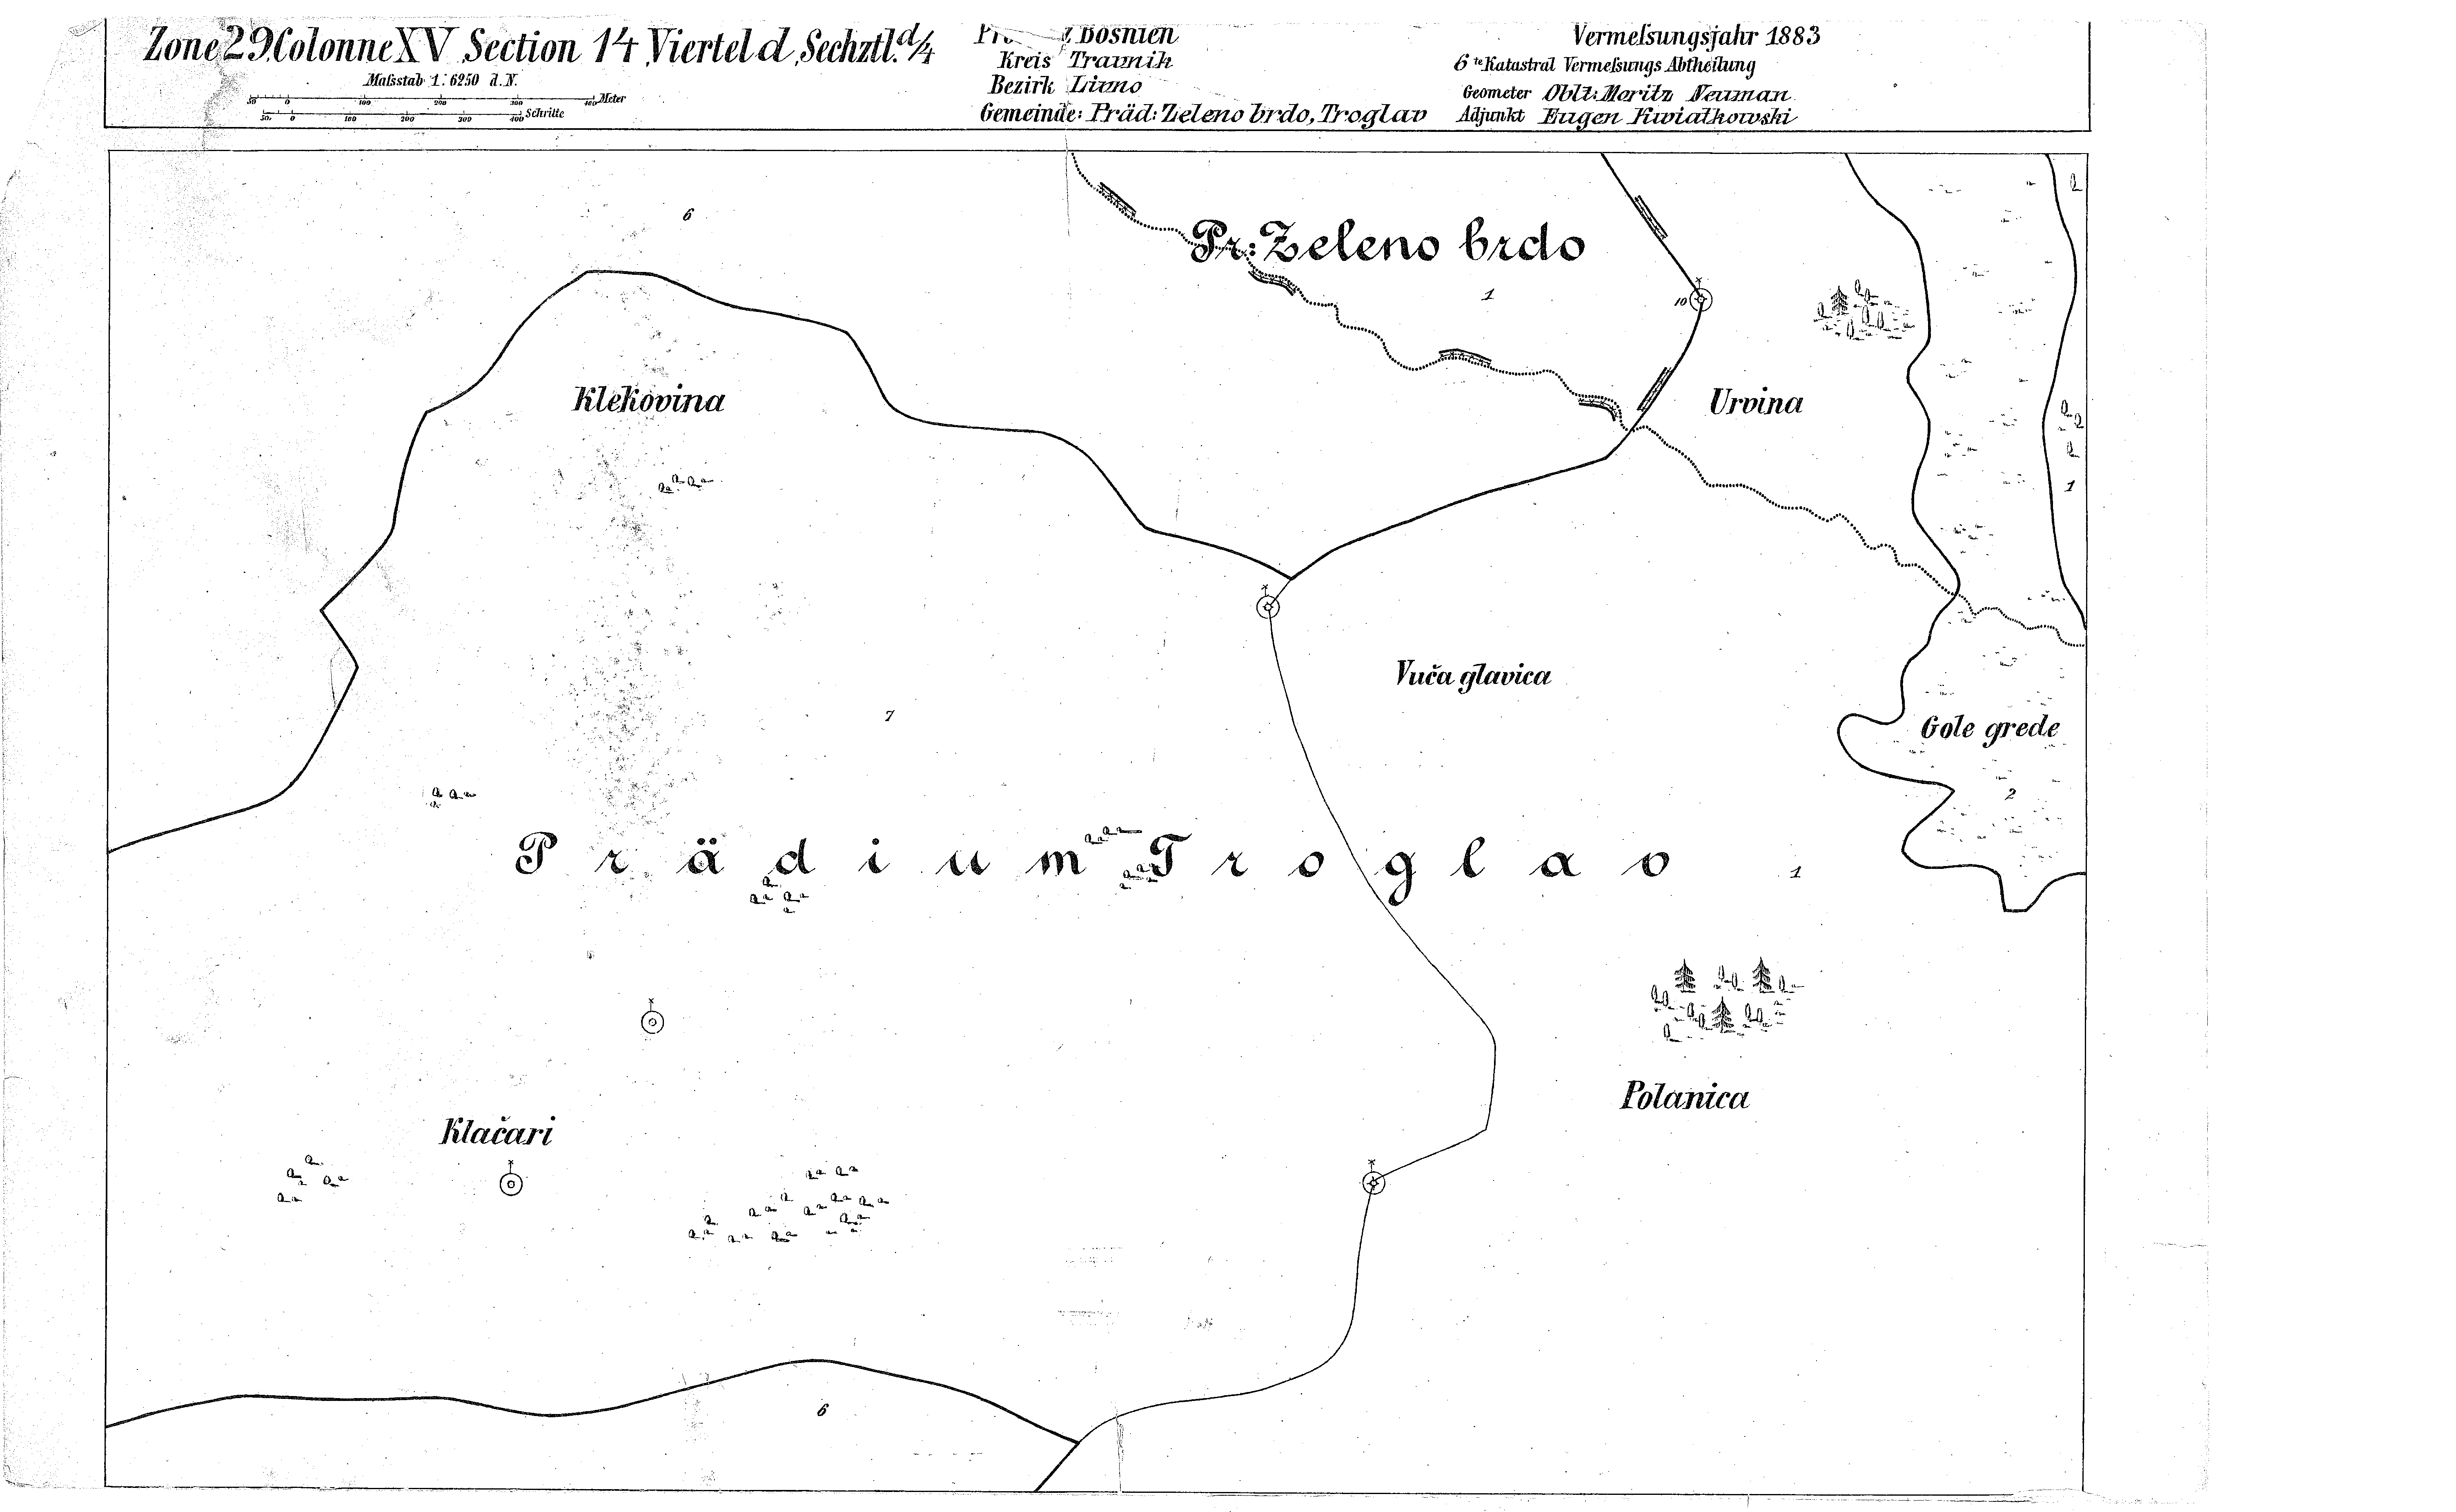 Zone 29 Colonne XV Section 14 Viertel d Sechztl. d/4
Maſsstab 1: 6250 d. N.
50 0 100 200 300 400 Meter
50 0 100 200 300 400 Schritte
Bosnien
Kreis Travnik
Bezirk Livno
Gemeinde: Präd: Zeleno brdo, Troglav
Vermeſsungsjahr 1883
6te Katastral Vermeſsungs Abtheilung
Geometer Oblt: Moritz Neuman
Adjunkt Eugen Kwiatkowski
6
Pr: Zeleno brdo
1
10
Klekovina
Urvina
1
Vuča glavica
7
Gole grede
2
Prädium Troglav
1
Polanica
Klačari
6